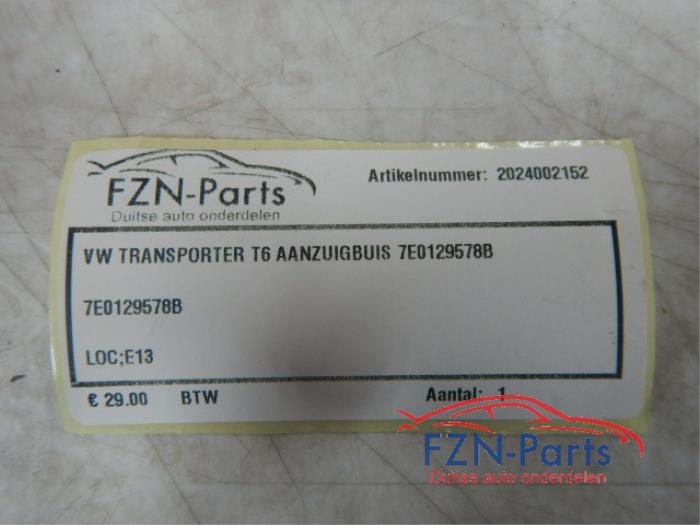 FZN-Parts
Duitse auto onderdelen
Artikelnummer: 2024002152
VW TRANSPORTER T6 AANZUIGBUIS 7E0129578B
7E0129578B
LOC;E13
€ 29.00 BTW Aantal: 1
FZN-Parts
Duitse auto onderdelen